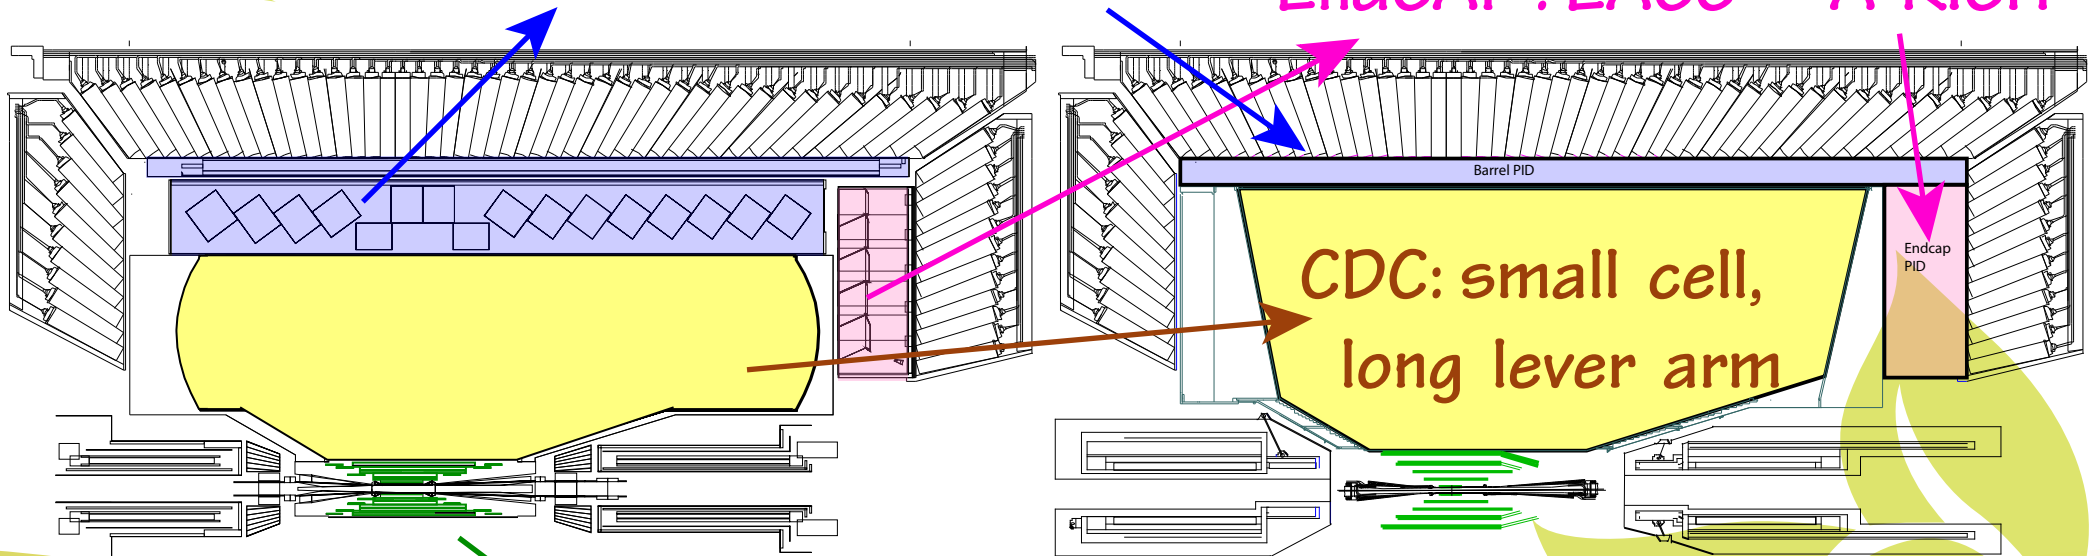 Barrel PID
CDC: small cell,
long lever arm
Endcap
PID